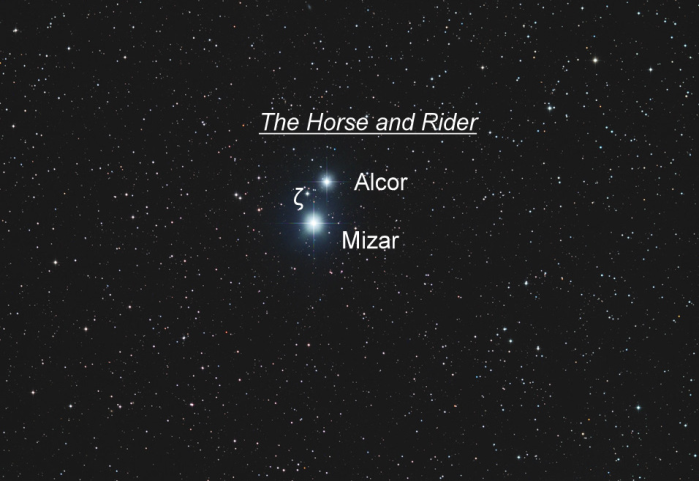 The Horse and Rider
Alcor
ζ
Mizar